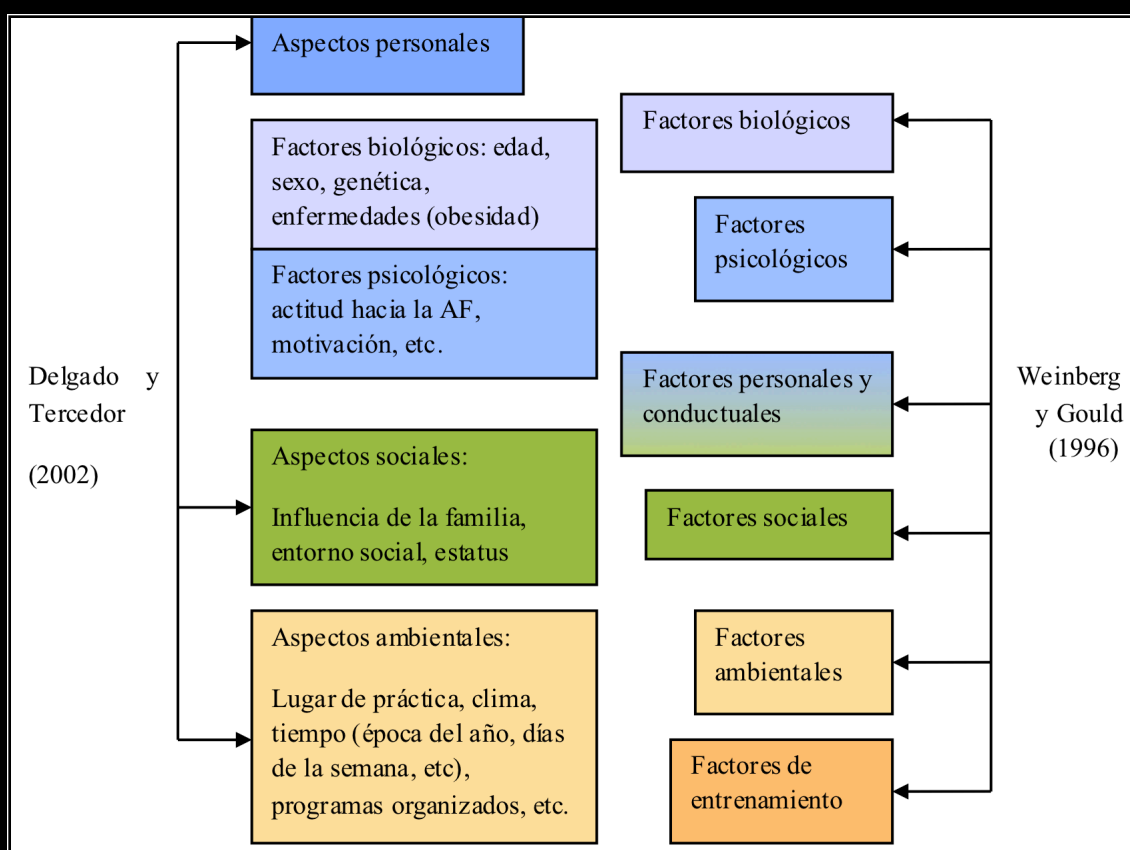 Aspectos personales
Factores biológicos: edad,
sexo, genética,
enfermedades (obesidad)
Factores psicológicos:
actitud hacia la AF,
motivación, etc.
Delgado y
Tercedor
(2002)
Aspectos sociales:
Influencia de la familia,
entorno social, estatus
Aspectos ambientales:
Lugar de práctica, clima,
tiempo (época del año, días
de la semana, etc),
programas organizados, etc.
Factores biológicos
Factores
psicológicos
Factores personales y
conductuales
Weinberg
y Gould
(1996)
Factores sociales
Factores
ambientales
Factores de
entrenamiento